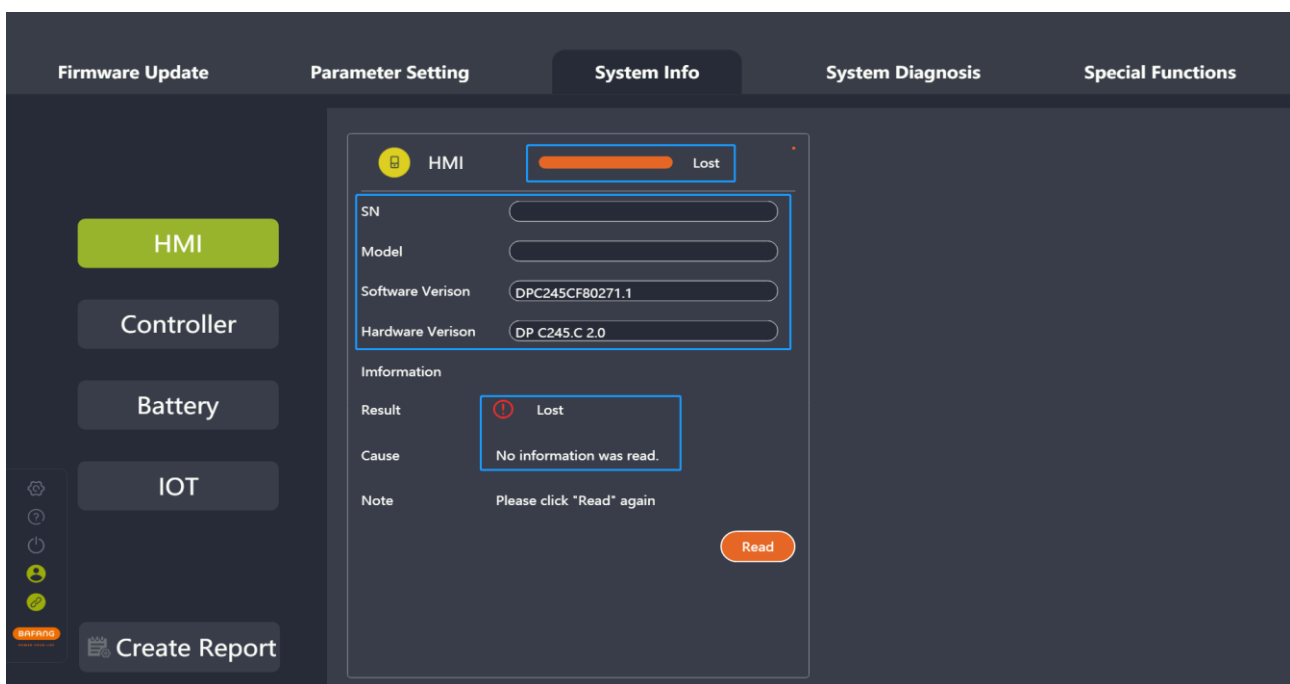 Firmware Update Parameter Setting System Info System Diagnosis Special Functions
HMI Lost
SN
HMI
Model
Software Verison DPC245CF80271.1
Controller
Hardware Verison DP C245.C 2.0
Imformation
Battery
Result Lost
Cause No information was read.
IOT
Note Please click "Read" again
Read
BAFANG
Create Report